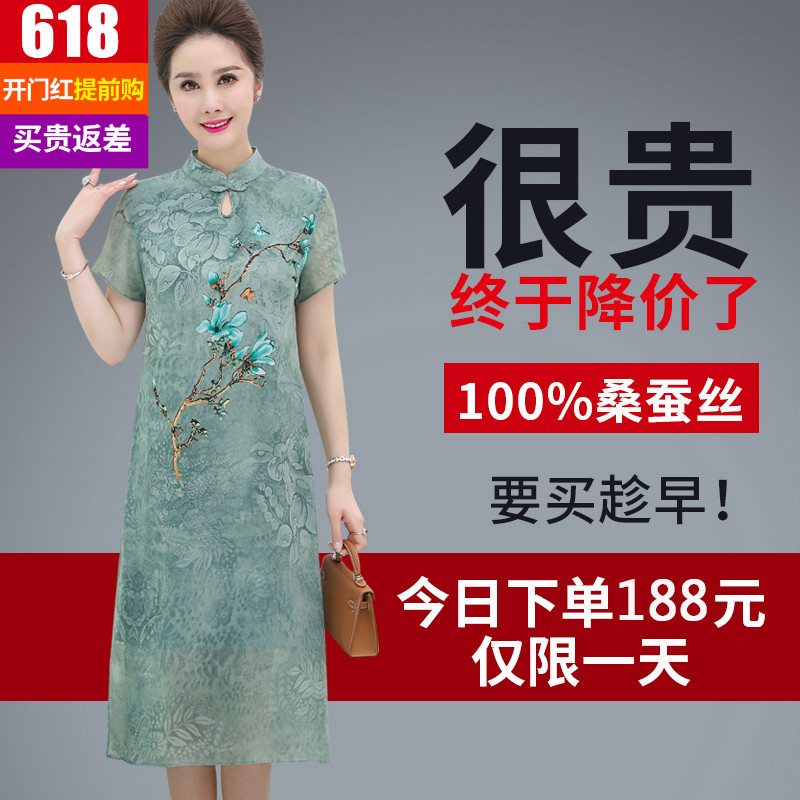 618
开门红提前购
买贵返差
很贵
终于降价了
100%桑蚕丝
要买趁早！
今日下单188元
仅限一天